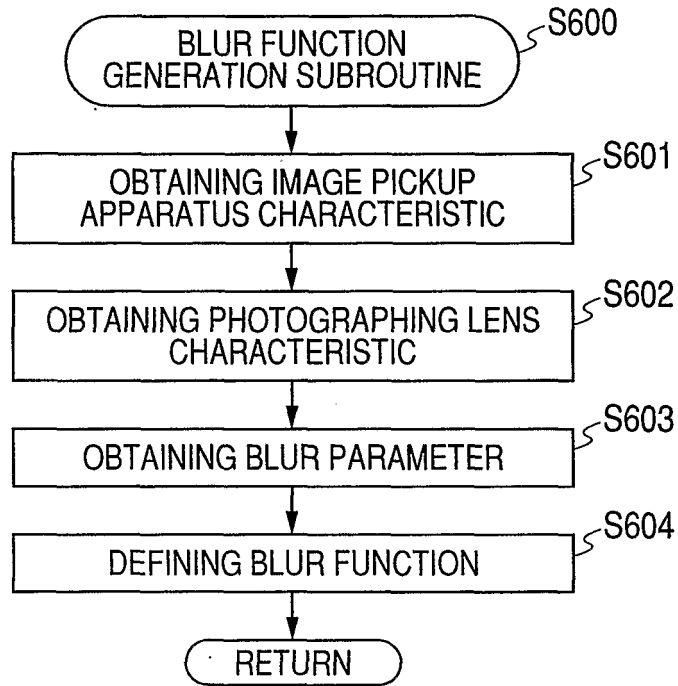 BLUR FUNCTION
GENERATION SUBROUTINE
S600
OBTAINING IMAGE PICKUP
APPARATUS CHARACTERISTIC
S601
OBTAINING PHOTOGRAPHING LENS
CHARACTERISTIC
S602
OBTAINING BLUR PARAMETER
S603
DEFINING BLUR FUNCTION
S604
RETURN